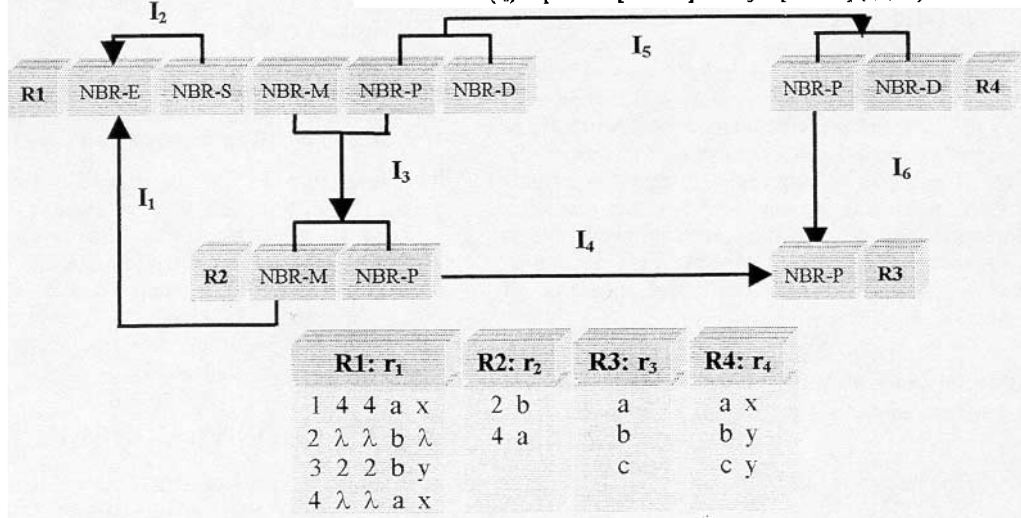 I₂
I₅
R1 NBR-E NBR-S NBR-M NBR-P NBR-D NBR-P NBR-D R4
I₁ I₃ I₆
I₄
R2 NBR-M NBR-P NBR-P R3
R1: r₁ R2: r₂ R3: r₃ R4: r₄
1 4 4 a x 2 b a a x
2 λ λ b λ 4 a b b y
3 2 2 b y c c y
4 λ λ a x